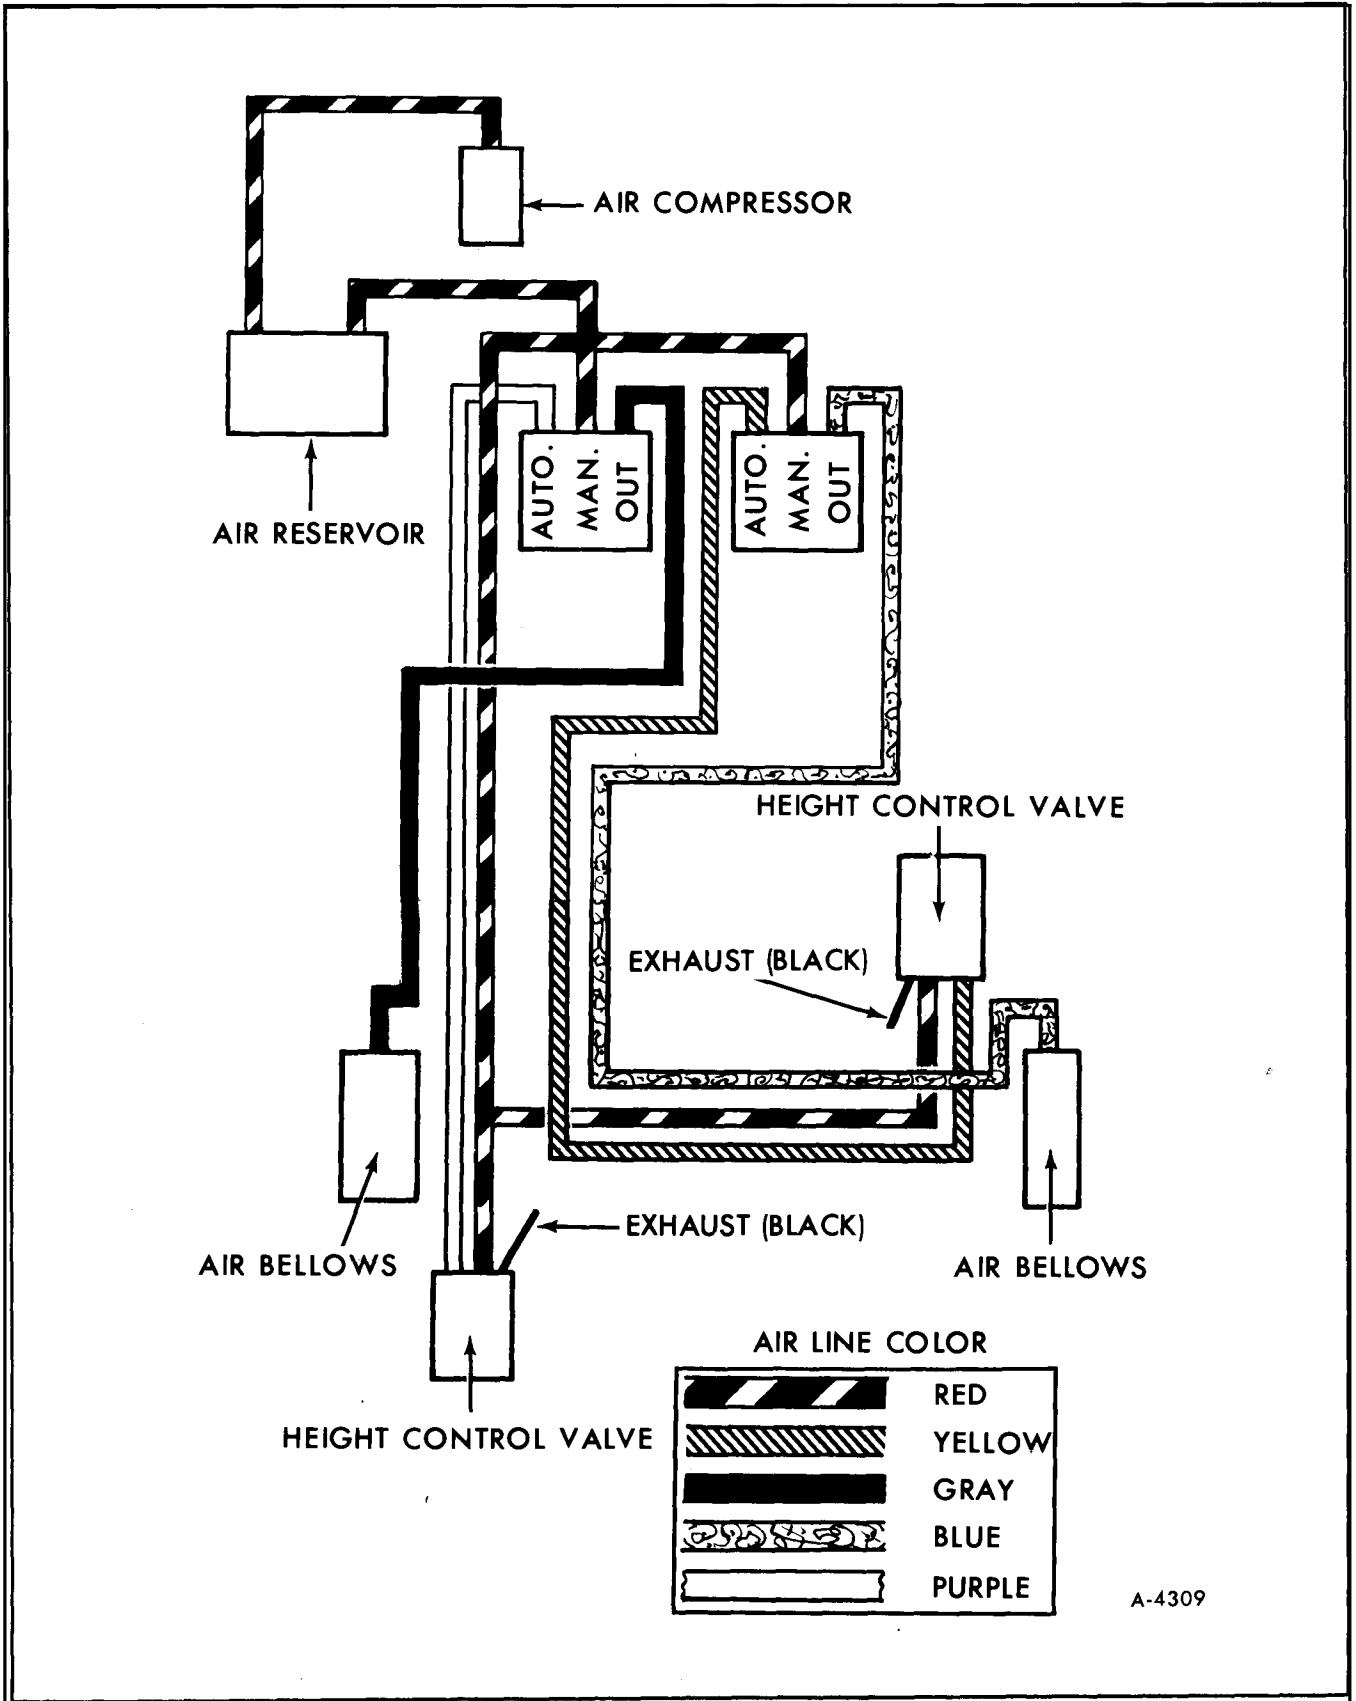 AIR COMPRESSOR
AUTO.
MAN.
OUT
AUTO.
MAN.
OUT
AIR RESERVOIR
HEIGHT CONTROL VALVE
EXHAUST (BLACK)
EXHAUST (BLACK)
AIR BELLOWS
AIR BELLOWS
HEIGHT CONTROL VALVE
AIR LINE COLOR
RED
YELLOW
GRAY
BLUE
PURPLE
A-4309